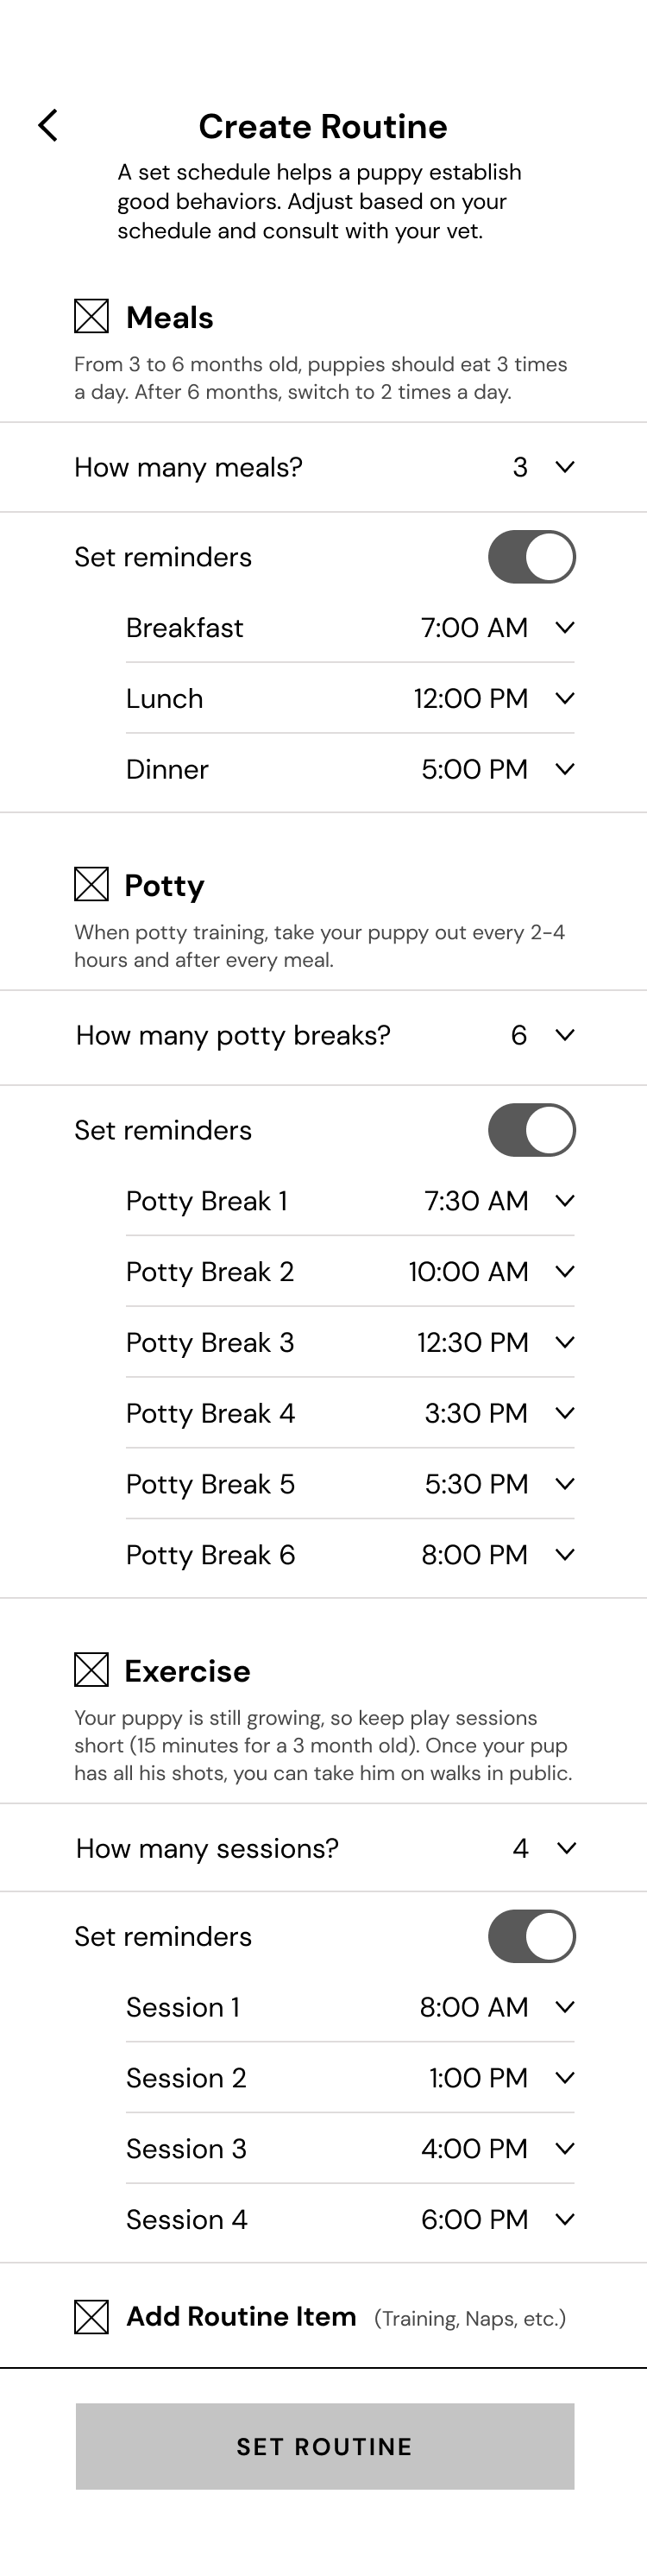 Create Routine
A set schedule helps a puppy establish
good behaviors. Adjust based on your
schedule and consult with your vet.
Meals
From 3 to 6 months old, puppies should eat 3 times
a day. After 6 months, switch to 2 times a day.
How many meals? 3
Set reminders
Breakfast 7:00 AM
Lunch 12:00 PM
Dinner 5:00 PM
Potty
When potty training, take your puppy out every 2-4
hours and after every meal.
How many potty breaks? 6
Set reminders
Potty Break 1 7:30 AM
Potty Break 2 10:00 AM
Potty Break 3 12:30 PM
Potty Break 4 3:30 PM
Potty Break 5 5:30 PM
Potty Break 6 8:00 PM
Exercise
Your puppy is still growing, so keep play sessions
short (15 minutes for a 3 month old). Once your pup
has all his shots, you can take him on walks in public.
How many sessions? 4
Set reminders
Session 1 8:00 AM
Session 2 1:00 PM
Session 3 4:00 PM
Session 4 6:00 PM
Add Routine Item (Training, Naps, etc.)
SET ROUTINE